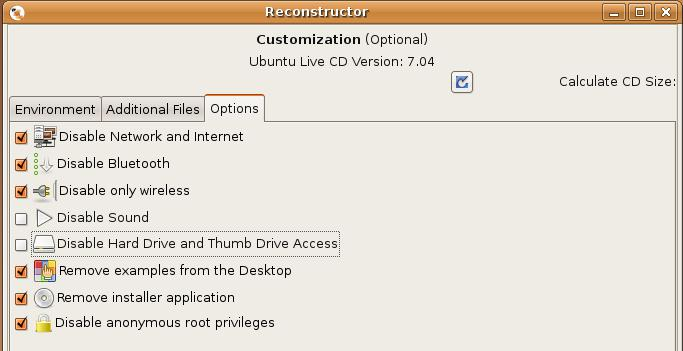 Reconstructor
Customization (Optional)
Ubuntu Live CD Version: 7.04
Calculate CD Size:
Environment Additional Files Options
Disable Network and Internet
Disable Bluetooth
Disable only wireless
Disable Sound
Disable Hard Drive and Thumb Drive Access
Remove examples from the Desktop
Remove installer application
Disable anonymous root privileges